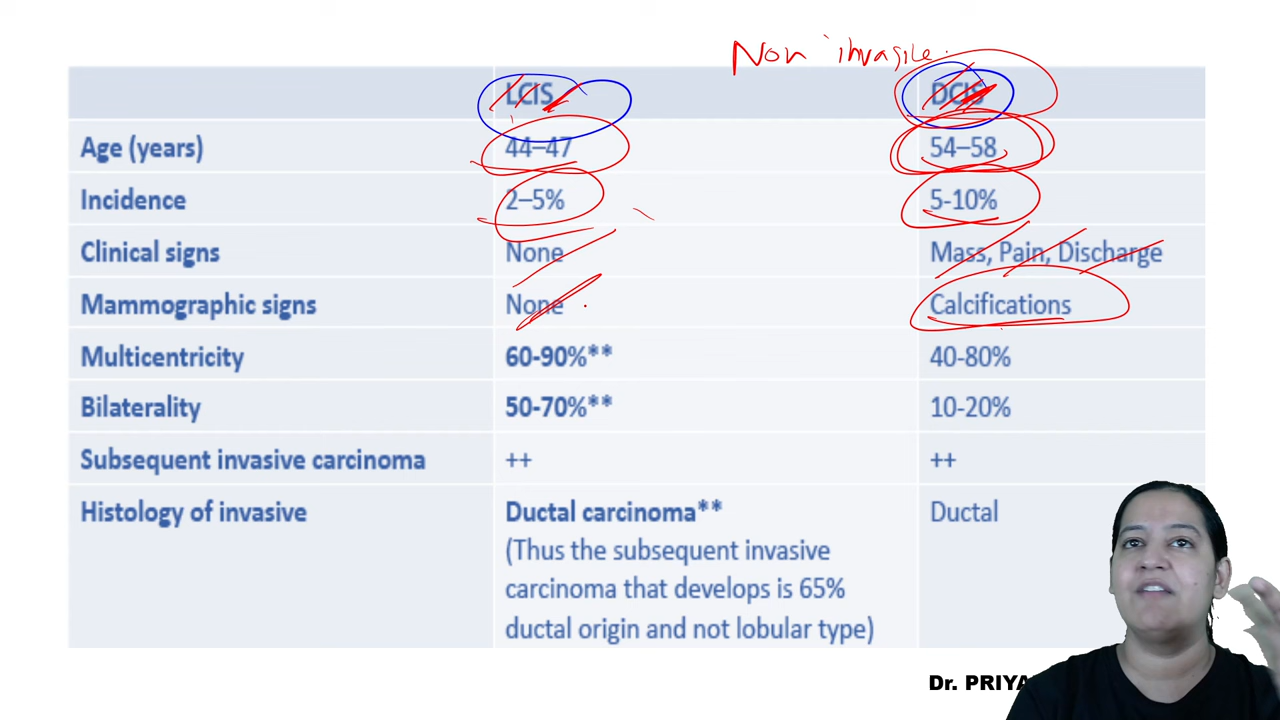 Non invasive.
LCIS DCIS
Age (years) 44–47 54–58
Incidence 2–5% 5-10%
Clinical signs None Mass, Pain, Discharge
Mammographic signs None Calcifications
Multicentricity 60-90%** 40-80%
Bilaterality 50-70%** 10-20%
Subsequent invasive carcinoma ++ ++
Histology of invasive Ductal carcinoma** Ductal
(Thus the subsequent invasive
carcinoma that develops is 65%
ductal origin and not lobular type)
Dr. PRIYA